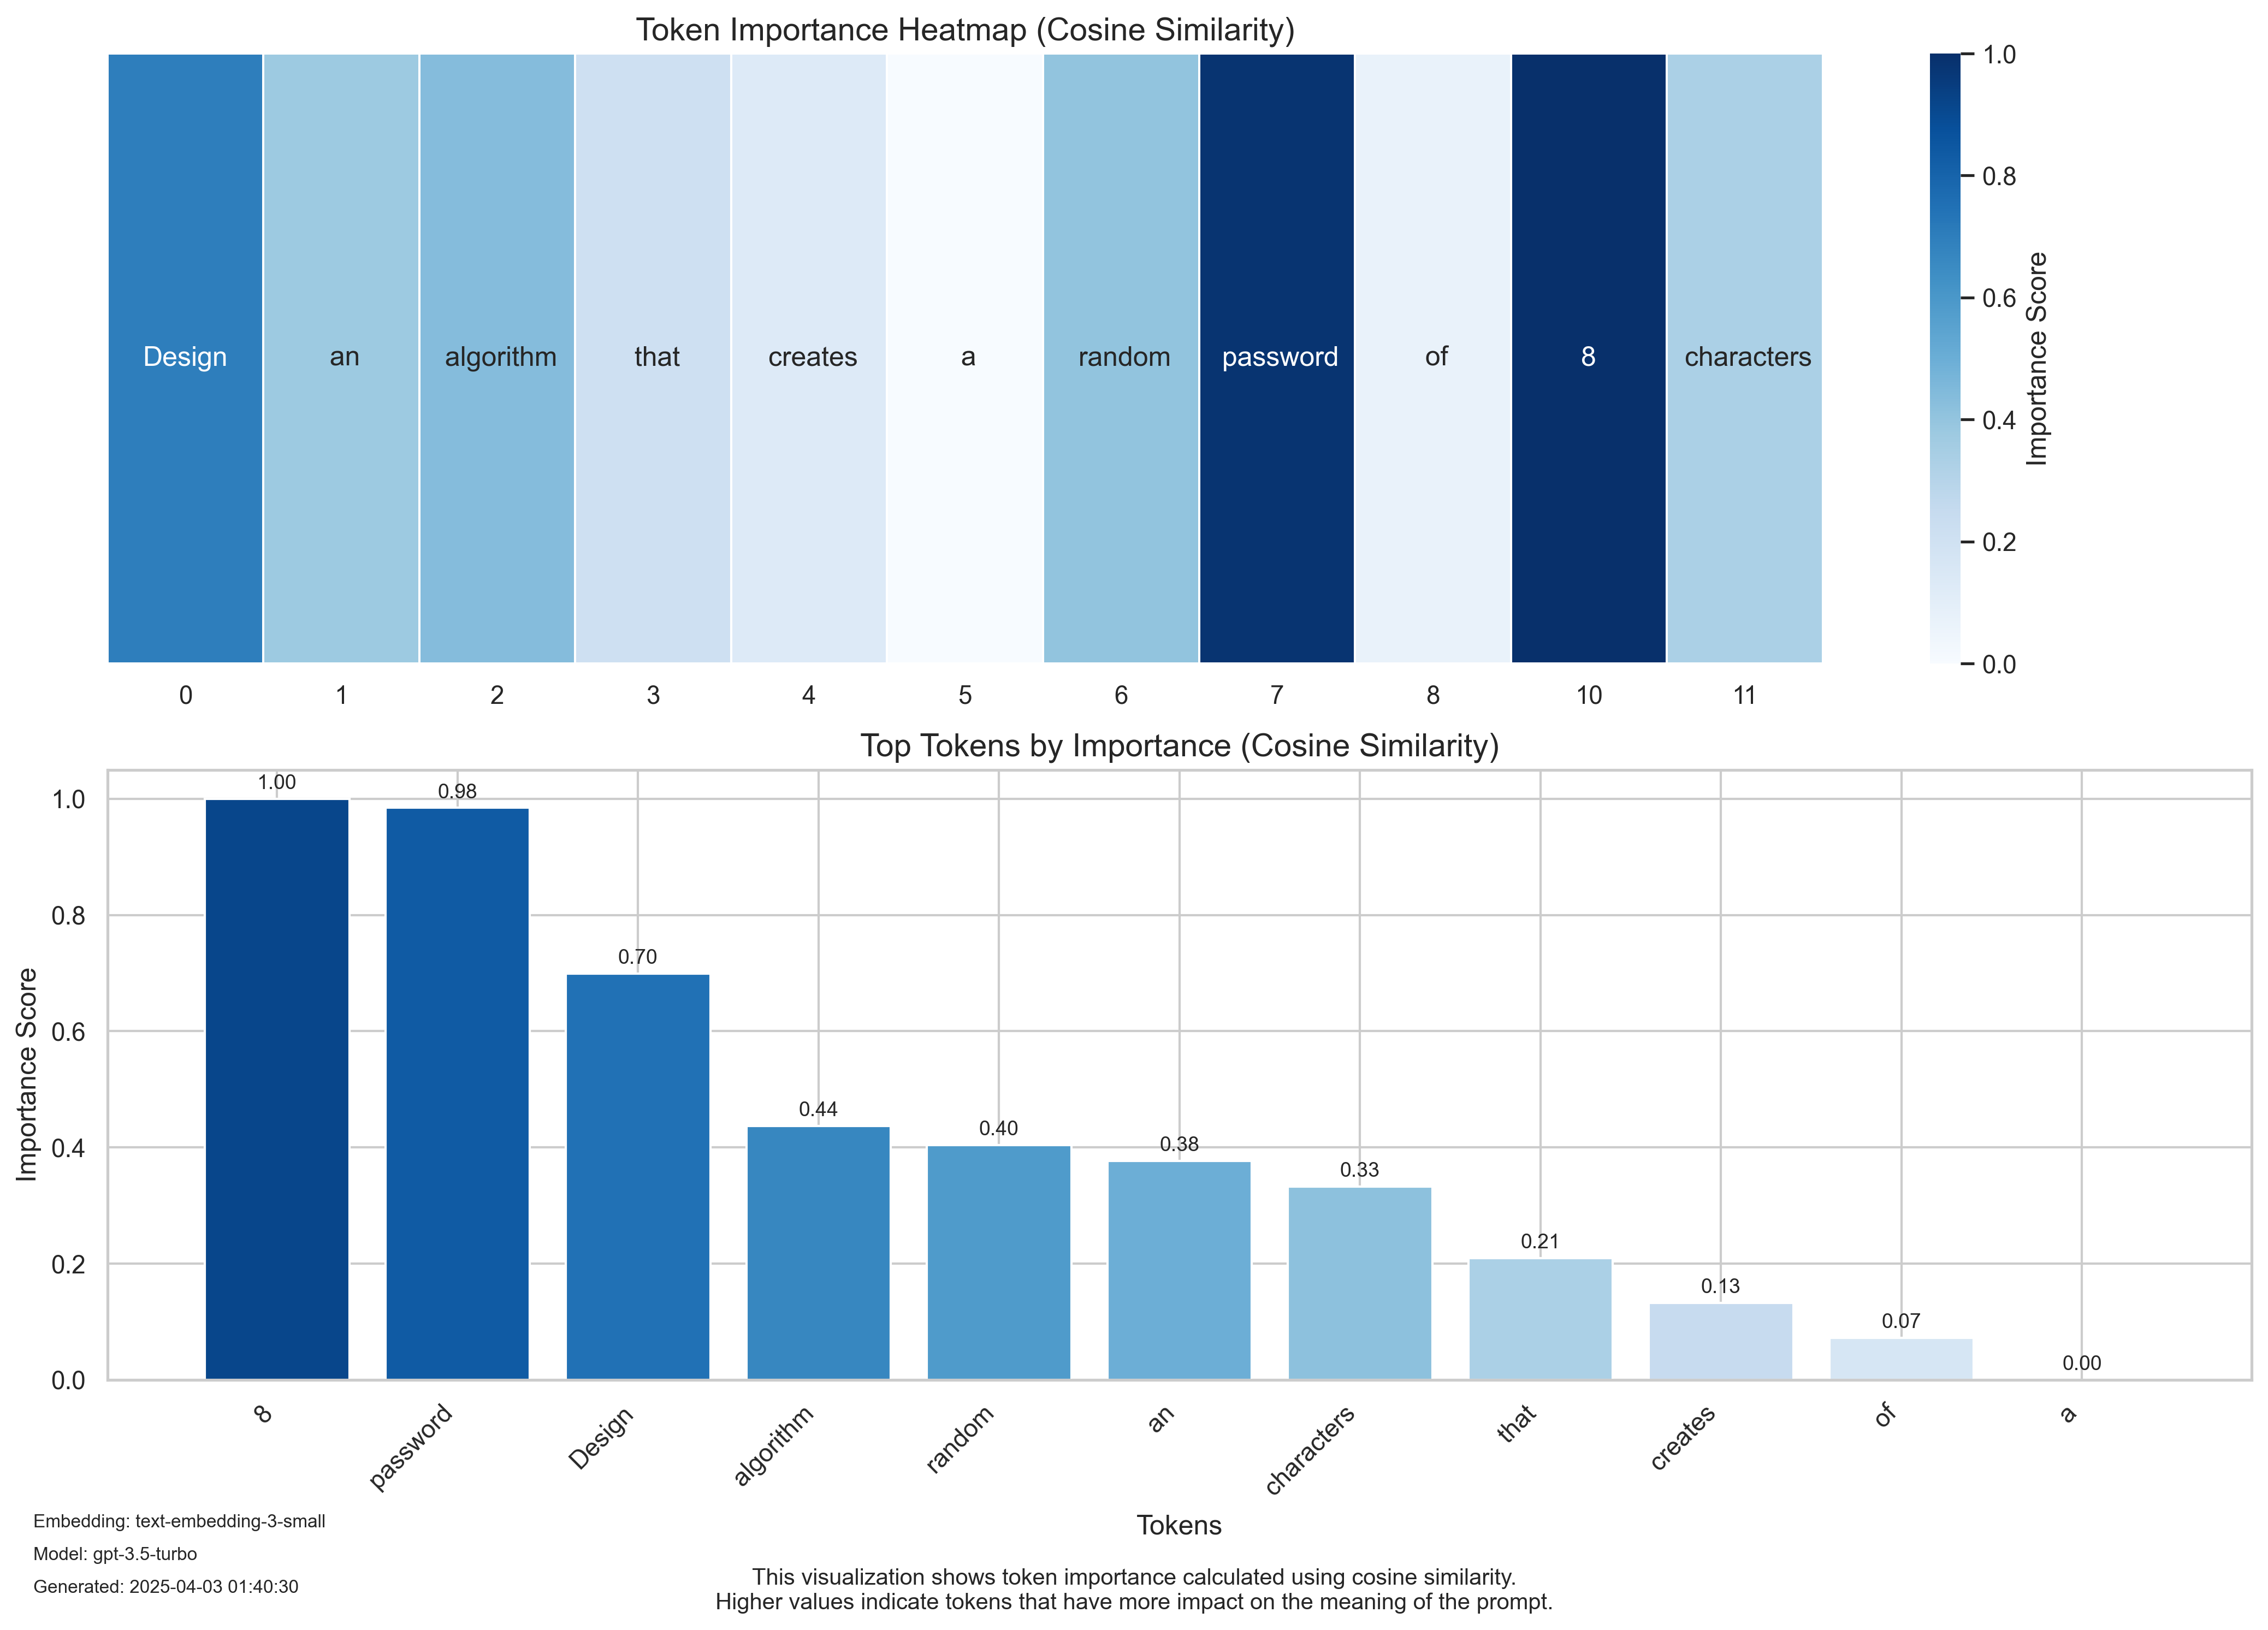 Token Importance Heatmap (Cosine Similarity)
Design an algorithm that creates a random password of 8 characters
0 1 2 3 4 5 6 7 8 10 11
1.0
0.8
0.6
0.4
0.2
0.0
Importance Score
Top Tokens by Importance (Cosine Similarity)
1.0
0.8
0.6
0.4
0.2
0.0
Importance Score
1.00 0.98 0.70 0.44 0.40 0.38 0.33 0.21 0.13 0.07 0.00
8 password Design algorithm random an characters that creates of a
Tokens
Embedding: text-embedding-3-small
Model: gpt-3.5-turbo
Generated: 2025-04-03 01:40:30
This visualization shows token importance calculated using cosine similarity.
Higher values indicate tokens that have more impact on the meaning of the prompt.